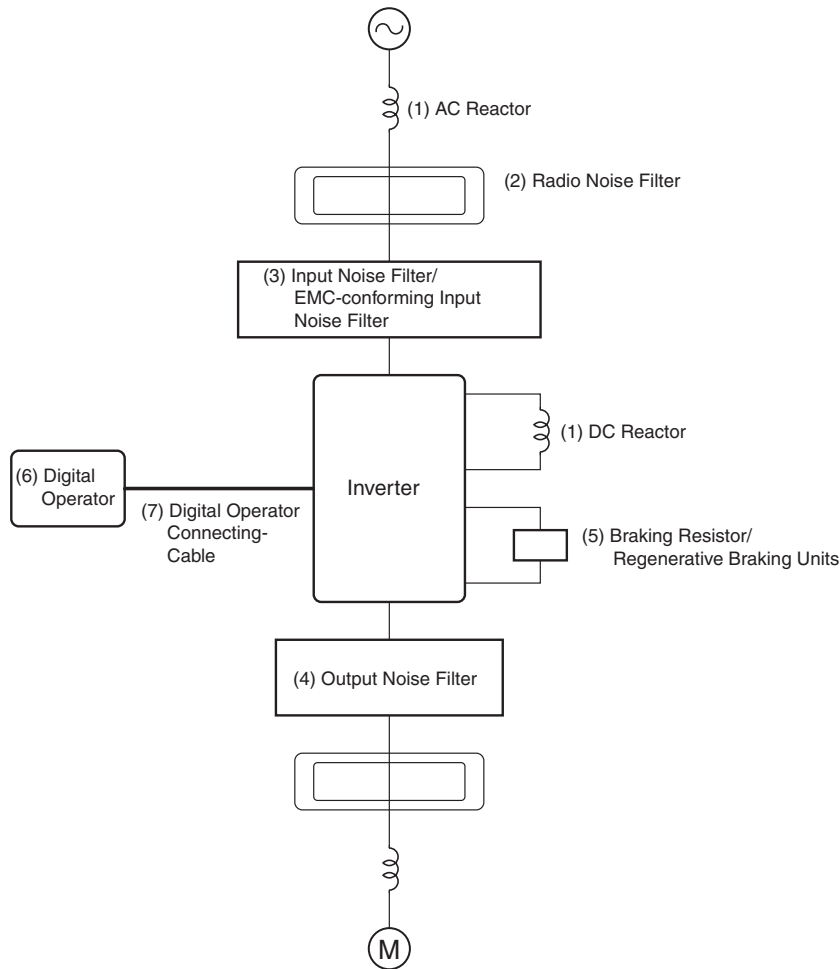 (1) AC Reactor
(2) Radio Noise Filter
(3) Input Noise Filter/
EMC-conforming Input
Noise Filter
(1) DC Reactor
Inverter
(6) Digital
Operator
(7) Digital Operator
Connecting-
Cable
(5) Braking Resistor/
Regenerative Braking Units
(4) Output Noise Filter
M